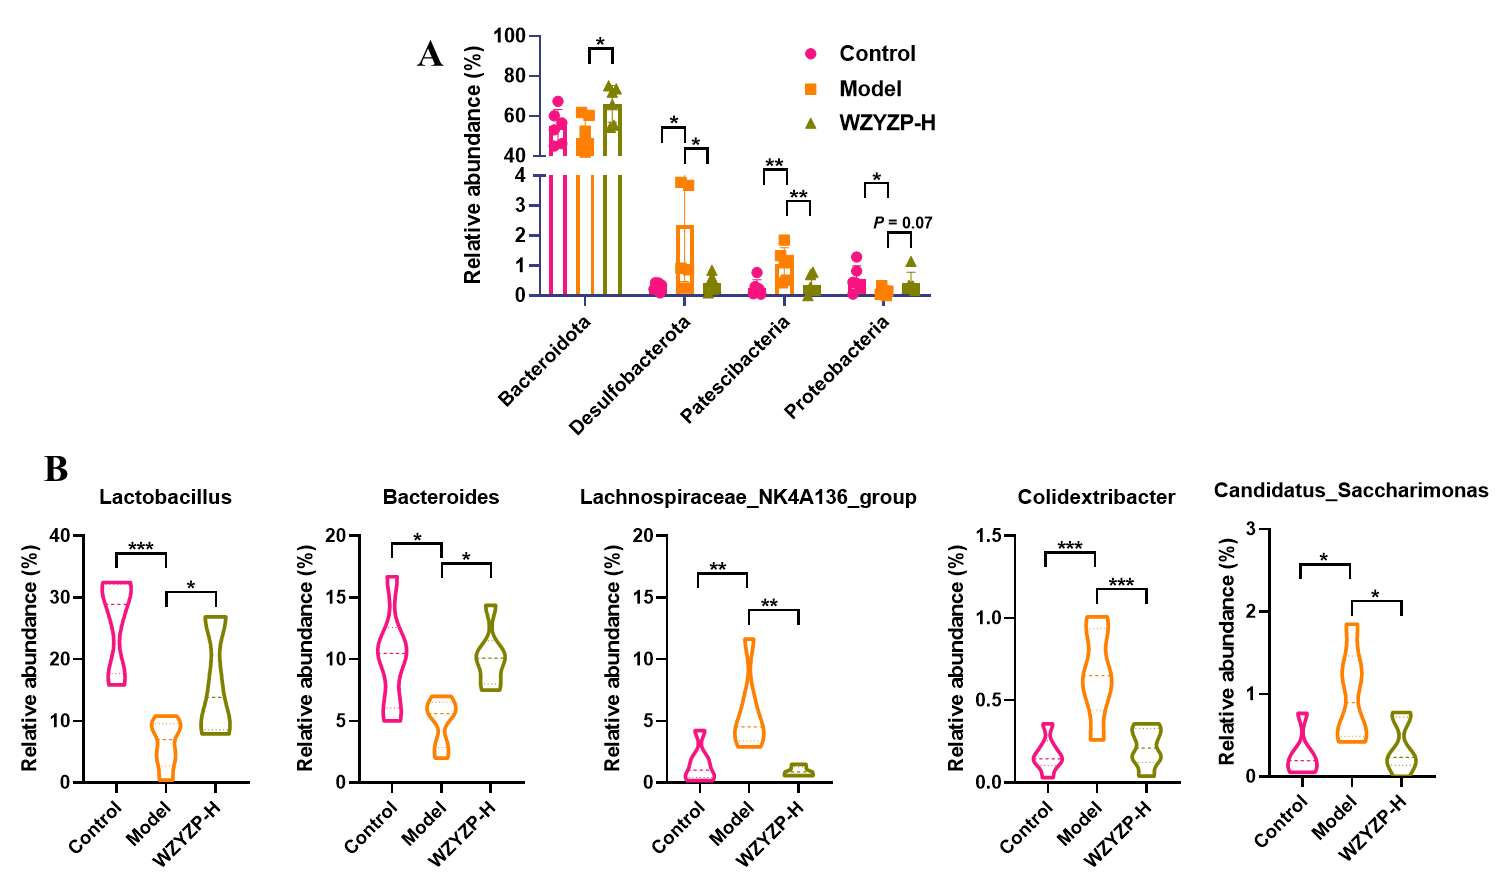 A
Relative abundance (%)
100
80
60
40
4
3
2
1
0
*
*
*
**
**
*
P = 0.07
Control
Model
WZYZP-H
Bacteroidota
Desulfobacterota
Patescibacteria
Proteobacteria
B
Lactobacillus
Relative abundance (%)
40
30
20
10
0
***
*
Control
Model
WZYZP-H
Bacteroides
Relative abundance (%)
20
15
10
5
0
*
*
Control
Model
WZYZP-H
Lachnospiraceae_NK4A136_group
Relative abundance (%)
20
15
10
5
0
**
**
Control
Model
WZYZP-H
Colidextribacter
Relative abundance (%)
1.5
1.0
0.5
0.0
***
***
Control
Model
WZYZP-H
Candidatus_Saccharimonas
Relative abundance (%)
3
2
1
0
*
*
Control
Model
WZYZP-H